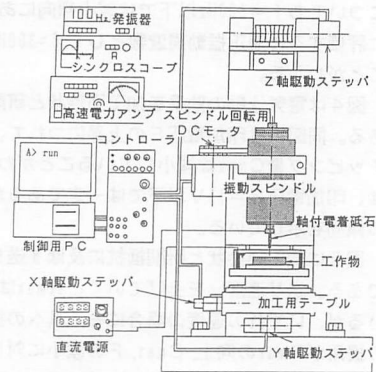 100 Hz 発振器
Z軸駆動ステッパ
A
シンクロスコープ
高速電力アンプ
スピンドル回転用
DCモータ
コントローラ
A> run
振動スピンドル
軸付電着砥石
制御用PC
工作物
X軸駆動ステッパ
加工用テーブル
直流電源
Y軸駆動ステッパ